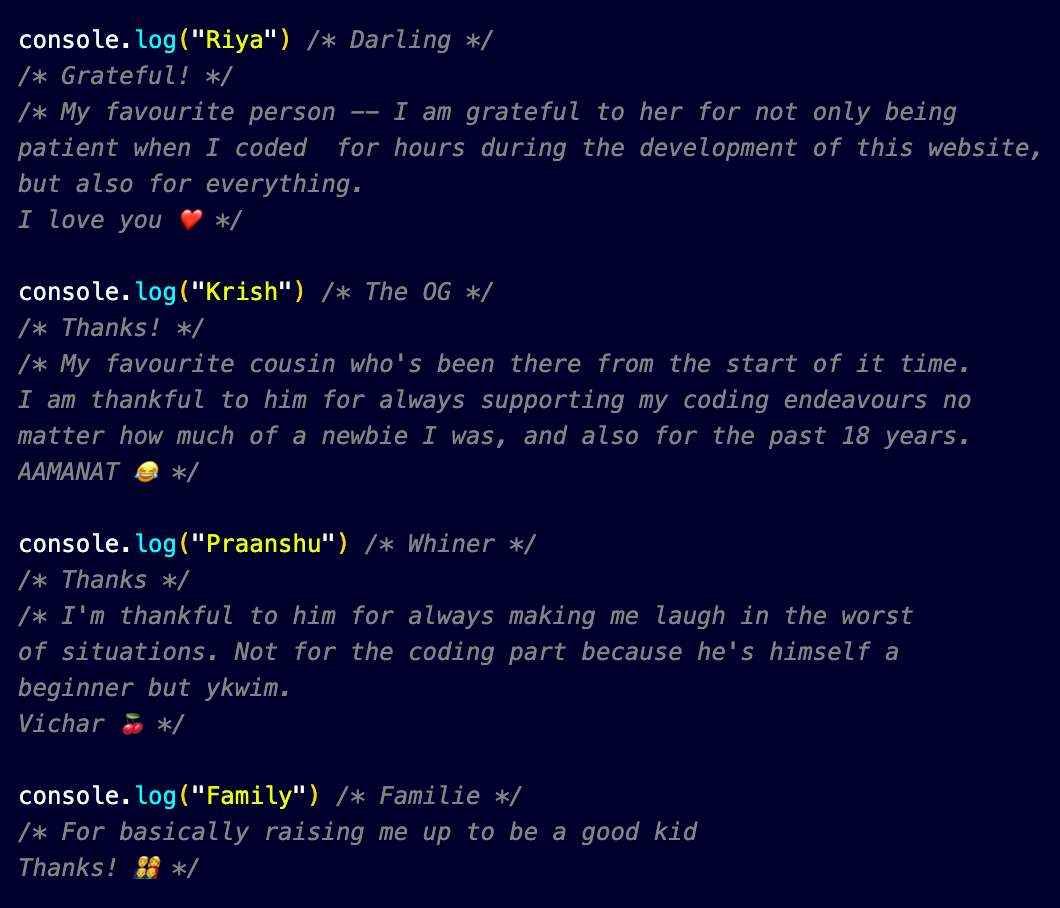 console.log("Riya") /* Darling */
/* Grateful! */
/* My favourite person -- I am grateful to her for not only being
patient when I coded  for hours during the development of this website,
but also for everything.
I love you ❤️ */
console.log("Krish") /* The OG */
/* Thanks! */
/* My favourite cousin who's been there from the start of it time.
I am thankful to him for always supporting my coding endeavours no
matter how much of a newbie I was, and also for the past 18 years.
AAMANAT 😂 */
console.log("Praanshu") /* Whiner */
/* Thanks */
/* I'm thankful to him for always making me laugh in the worst
of situations. Not for the coding part because he's himself a
beginner but ykwim.
Vichar 🍒 */
console.log("Family") /* Familie */
/* For basically raising me up to be a good kid
Thanks! 👨‍👩‍👦‍👦 */